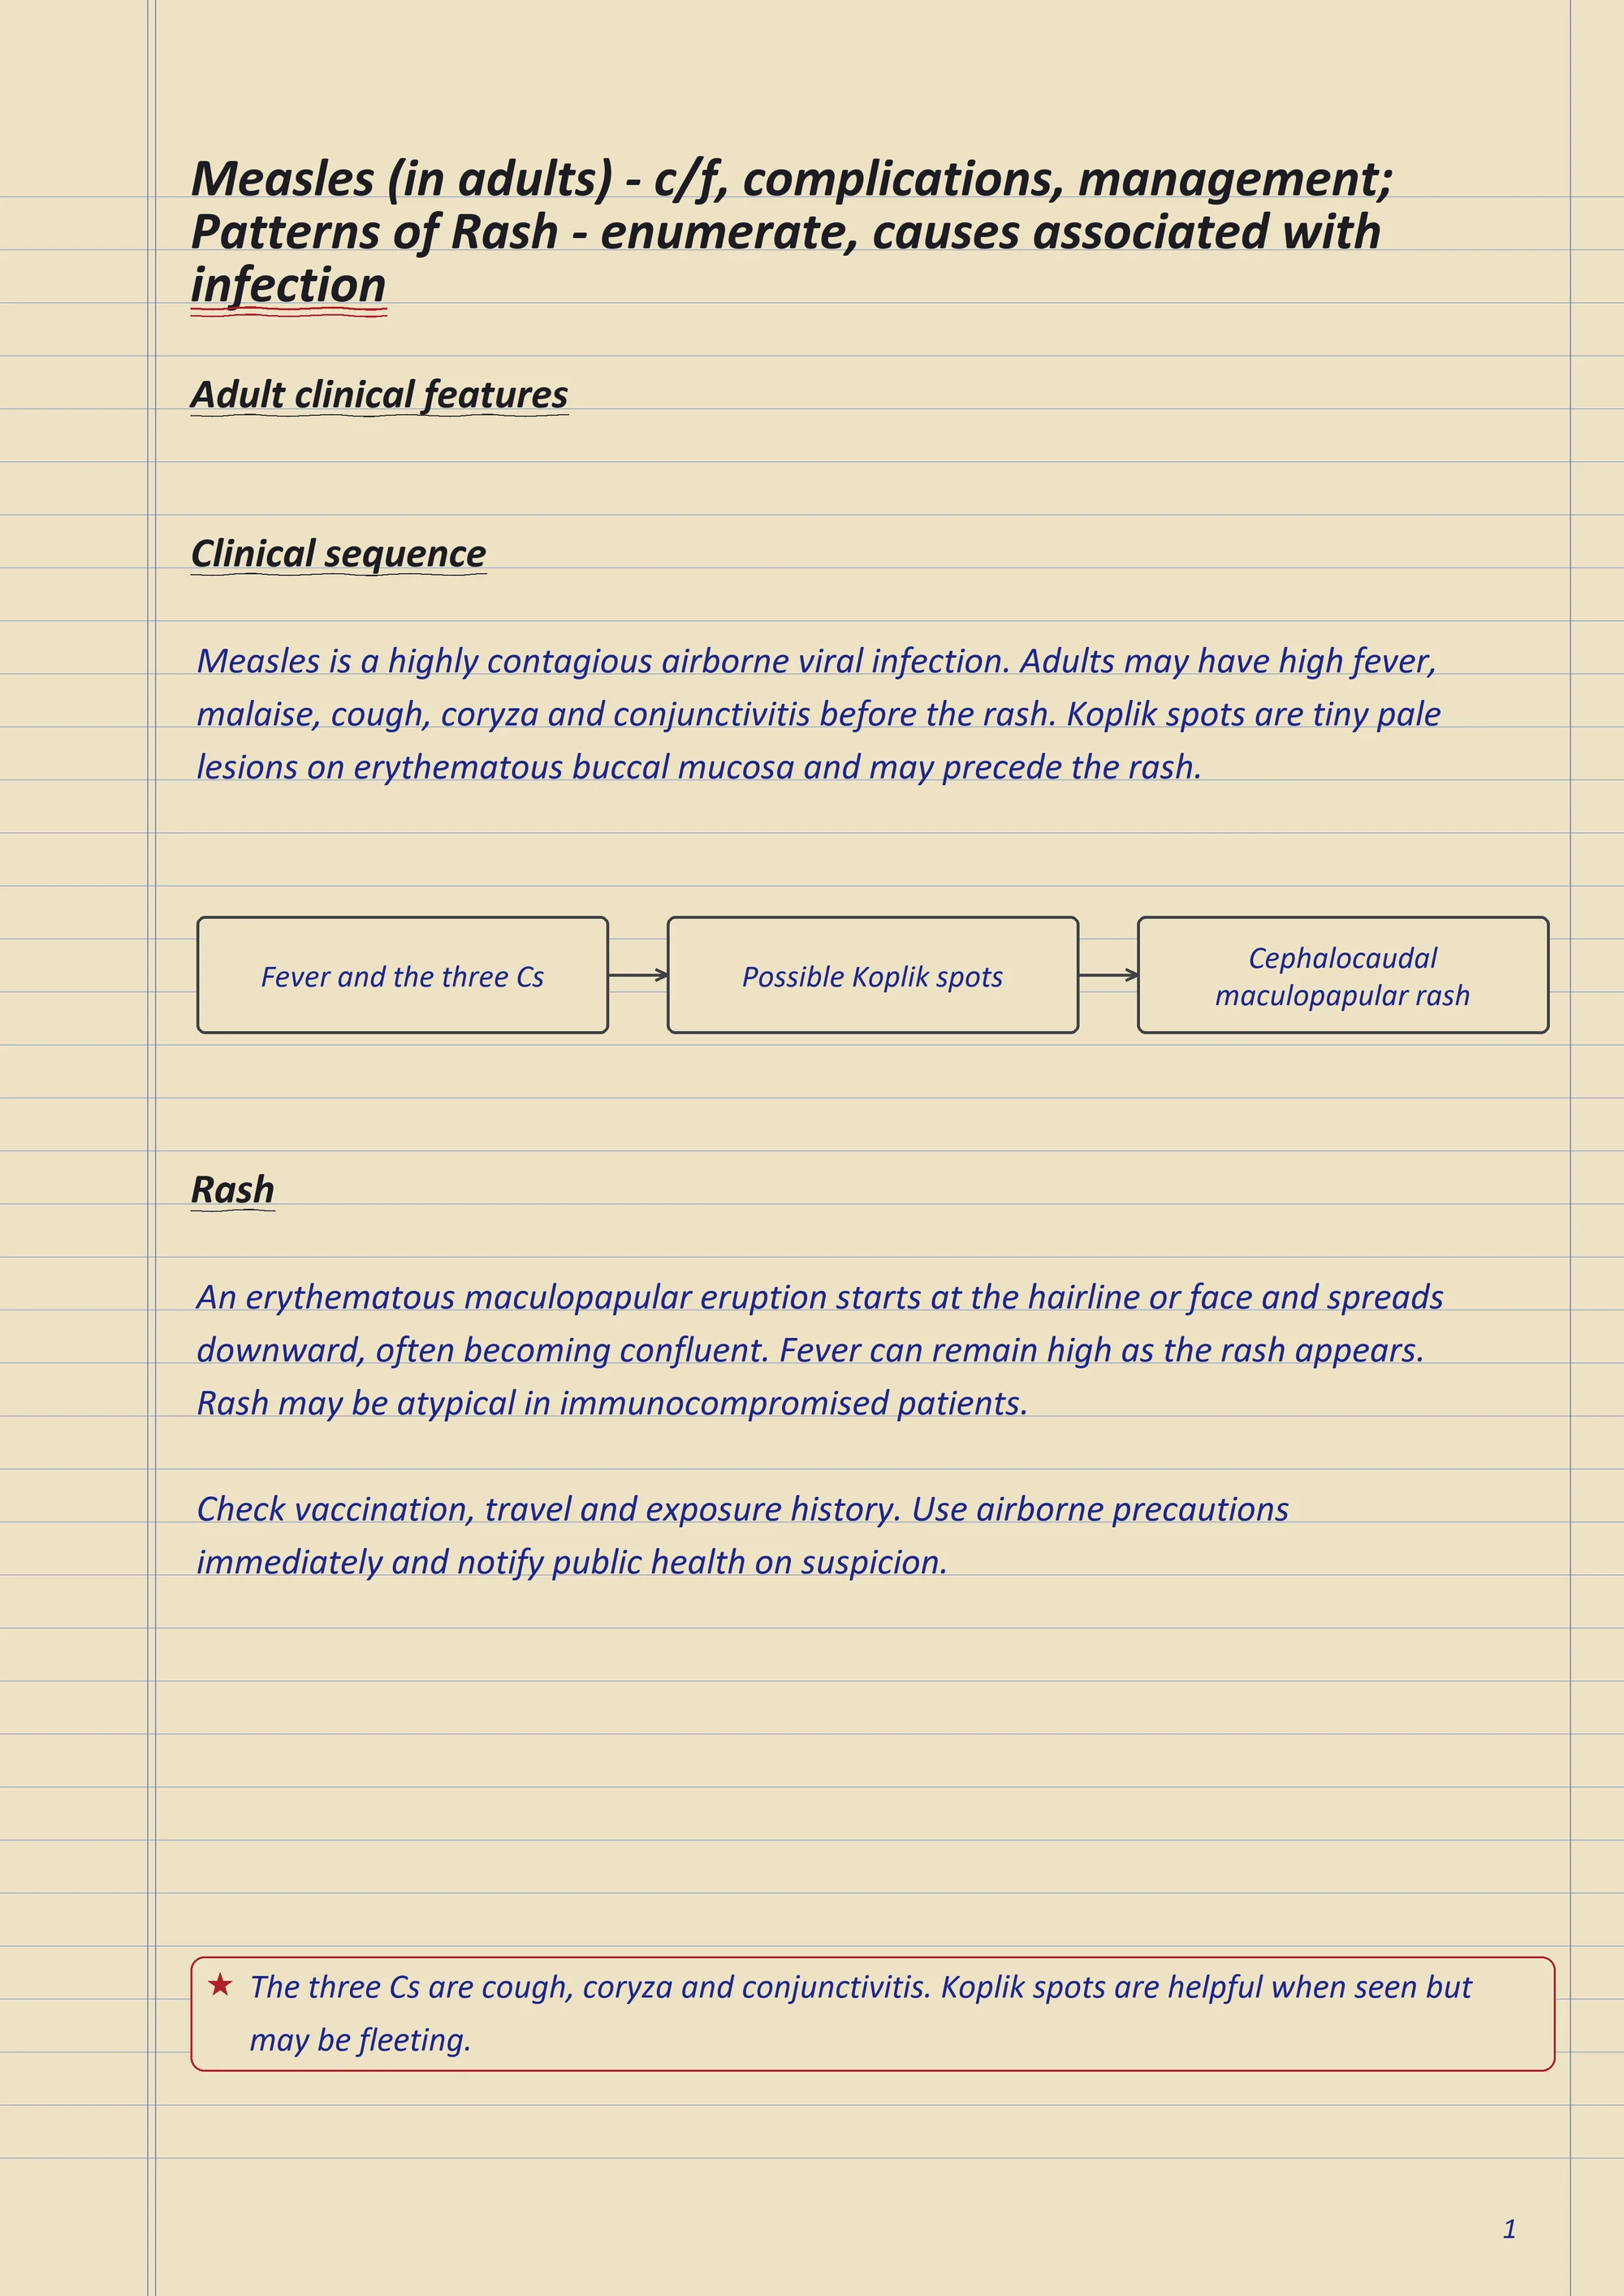 Measles (in adults) - c/f, complications, management;
Patterns of Rash - enumerate, causes associated with
infection
Adult clinical features
Clinical sequence
Measles is a highly contagious airborne viral infection. Adults may have high fever,
malaise, cough, coryza and conjunctivitis before the rash. Koplik spots are tiny pale
lesions on erythematous buccal mucosa and may precede the rash.
Fever and the three Cs
Possible Koplik spots
Cephalocaudal
maculopapular rash
Rash
An erythematous maculopapular eruption starts at the hairline or face and spreads
downward, often becoming confluent. Fever can remain high as the rash appears.
Rash may be atypical in immunocompromised patients.
Check vaccination, travel and exposure history. Use airborne precautions
immediately and notify public health on suspicion.
★ The three Cs are cough, coryza and conjunctivitis. Koplik spots are helpful when seen but
may be fleeting.
1